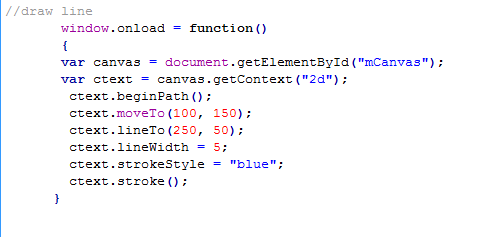 //draw line
window.onload = function()
{
var canvas = document.getElementById("mCanvas");
var ctext = canvas.getContext("2d");
ctext.beginPath();
ctext.moveTo(100, 150);
ctext.lineTo(250, 50);
ctext.lineWidth = 5;
ctext.strokeStyle = "blue";
ctext.stroke();
}